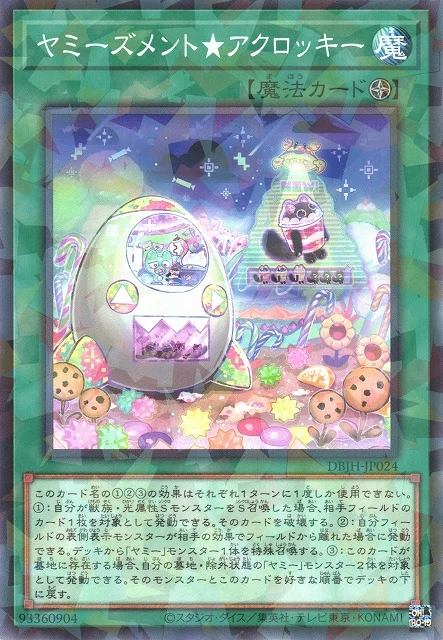 ヤミーズメント★アクロッキー
魔
【魔法カード】
DBJH-JP024
このカード名の①②③の効果はそれぞれ1ターンに1度しか使用できない。
①:自分が獣族・光属性SモンスターをS召喚した場合、相手フィールドの
カード1枚を対象として発動できる。そのカードを破壊する。②:自分フィー
ルドの表側表示モンスターが相手の効果でフィールドから離れた場合に発動
できる。デッキから「ヤミー」モンスター1体を特殊召喚する。③:このカードが
墓地に存在する場合、自分の墓地・除外状態の「ヤミー」モンスター2体を対象と
して発動できる。そのモンスターとこのカードを好きな順番でデッキの下
に戻す。
93360904
©スタジオ・ダイス/集英社・テレビ東京・KONAMI